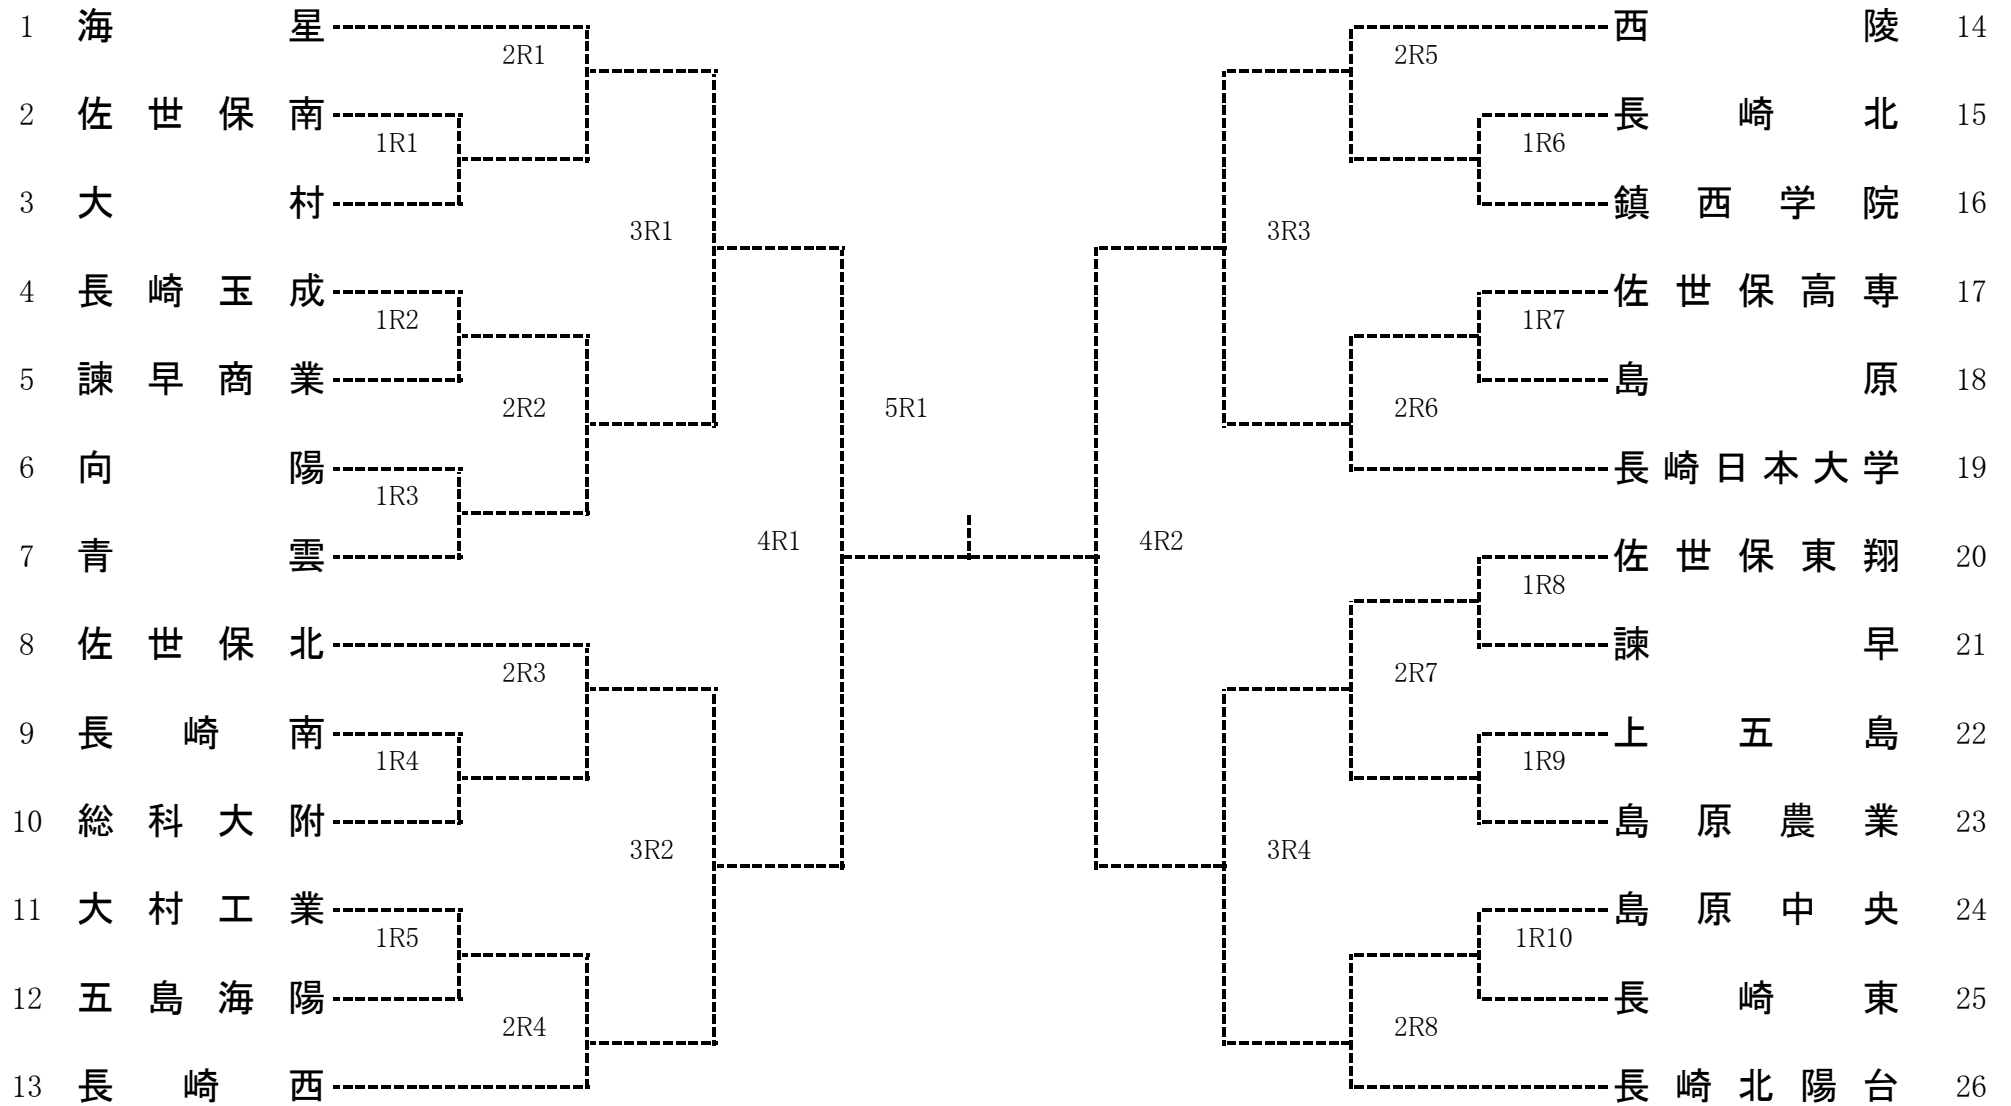 1 海星 西陵 14
2R1 2R5
2 佐世保南 長崎北 15
1R1 1R6
3 大村 鎮西学院 16
3R1 3R3
4 長崎玉成 佐世保高専 17
1R2 1R7
5 諫早商業 島原 18
2R2 5R1 2R6
6 向陽 長崎日本大学 19
1R3
4R1 4R2
7 青雲 佐世保東翔 20
1R8
8 佐世保北 諫早 21
2R3 2R7
9 長崎南 上五島 22
1R4 1R9
10 総科大附 島原農業 23
3R2 3R4
11 大村工業 島原中央 24
1R5 1R10
12 五島海陽 長崎東 25
2R4 2R8
13 長崎西 長崎北陽台 26